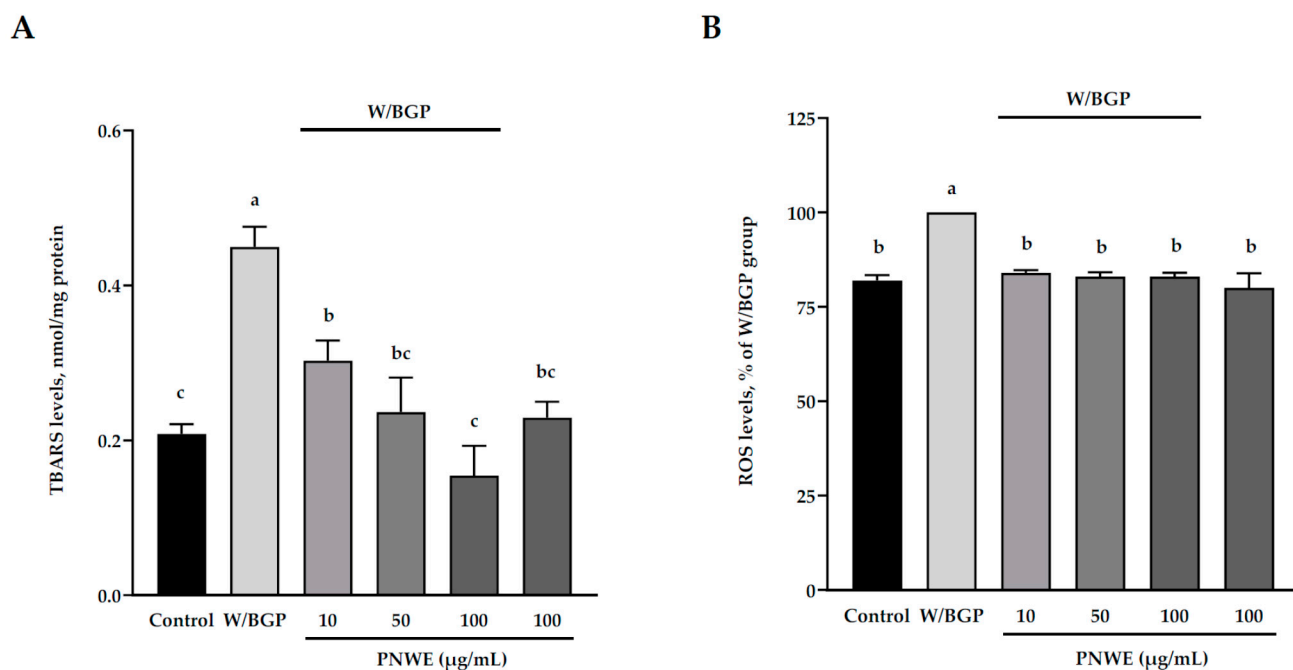 A
W/BGP
TBARS levels, nmol/mg protein
0.6
0.4
0.2
0.0
c
a
b
bc
c
bc
Control W/BGP 10 50 100 100
PNWE (µg/mL)
B
W/BGP
ROS levels, % of W/BGP group
125
100
75
50
25
0
b
a
b
b
b
b
Control W/BGP 10 50 100 100
PNWE (µg/mL)